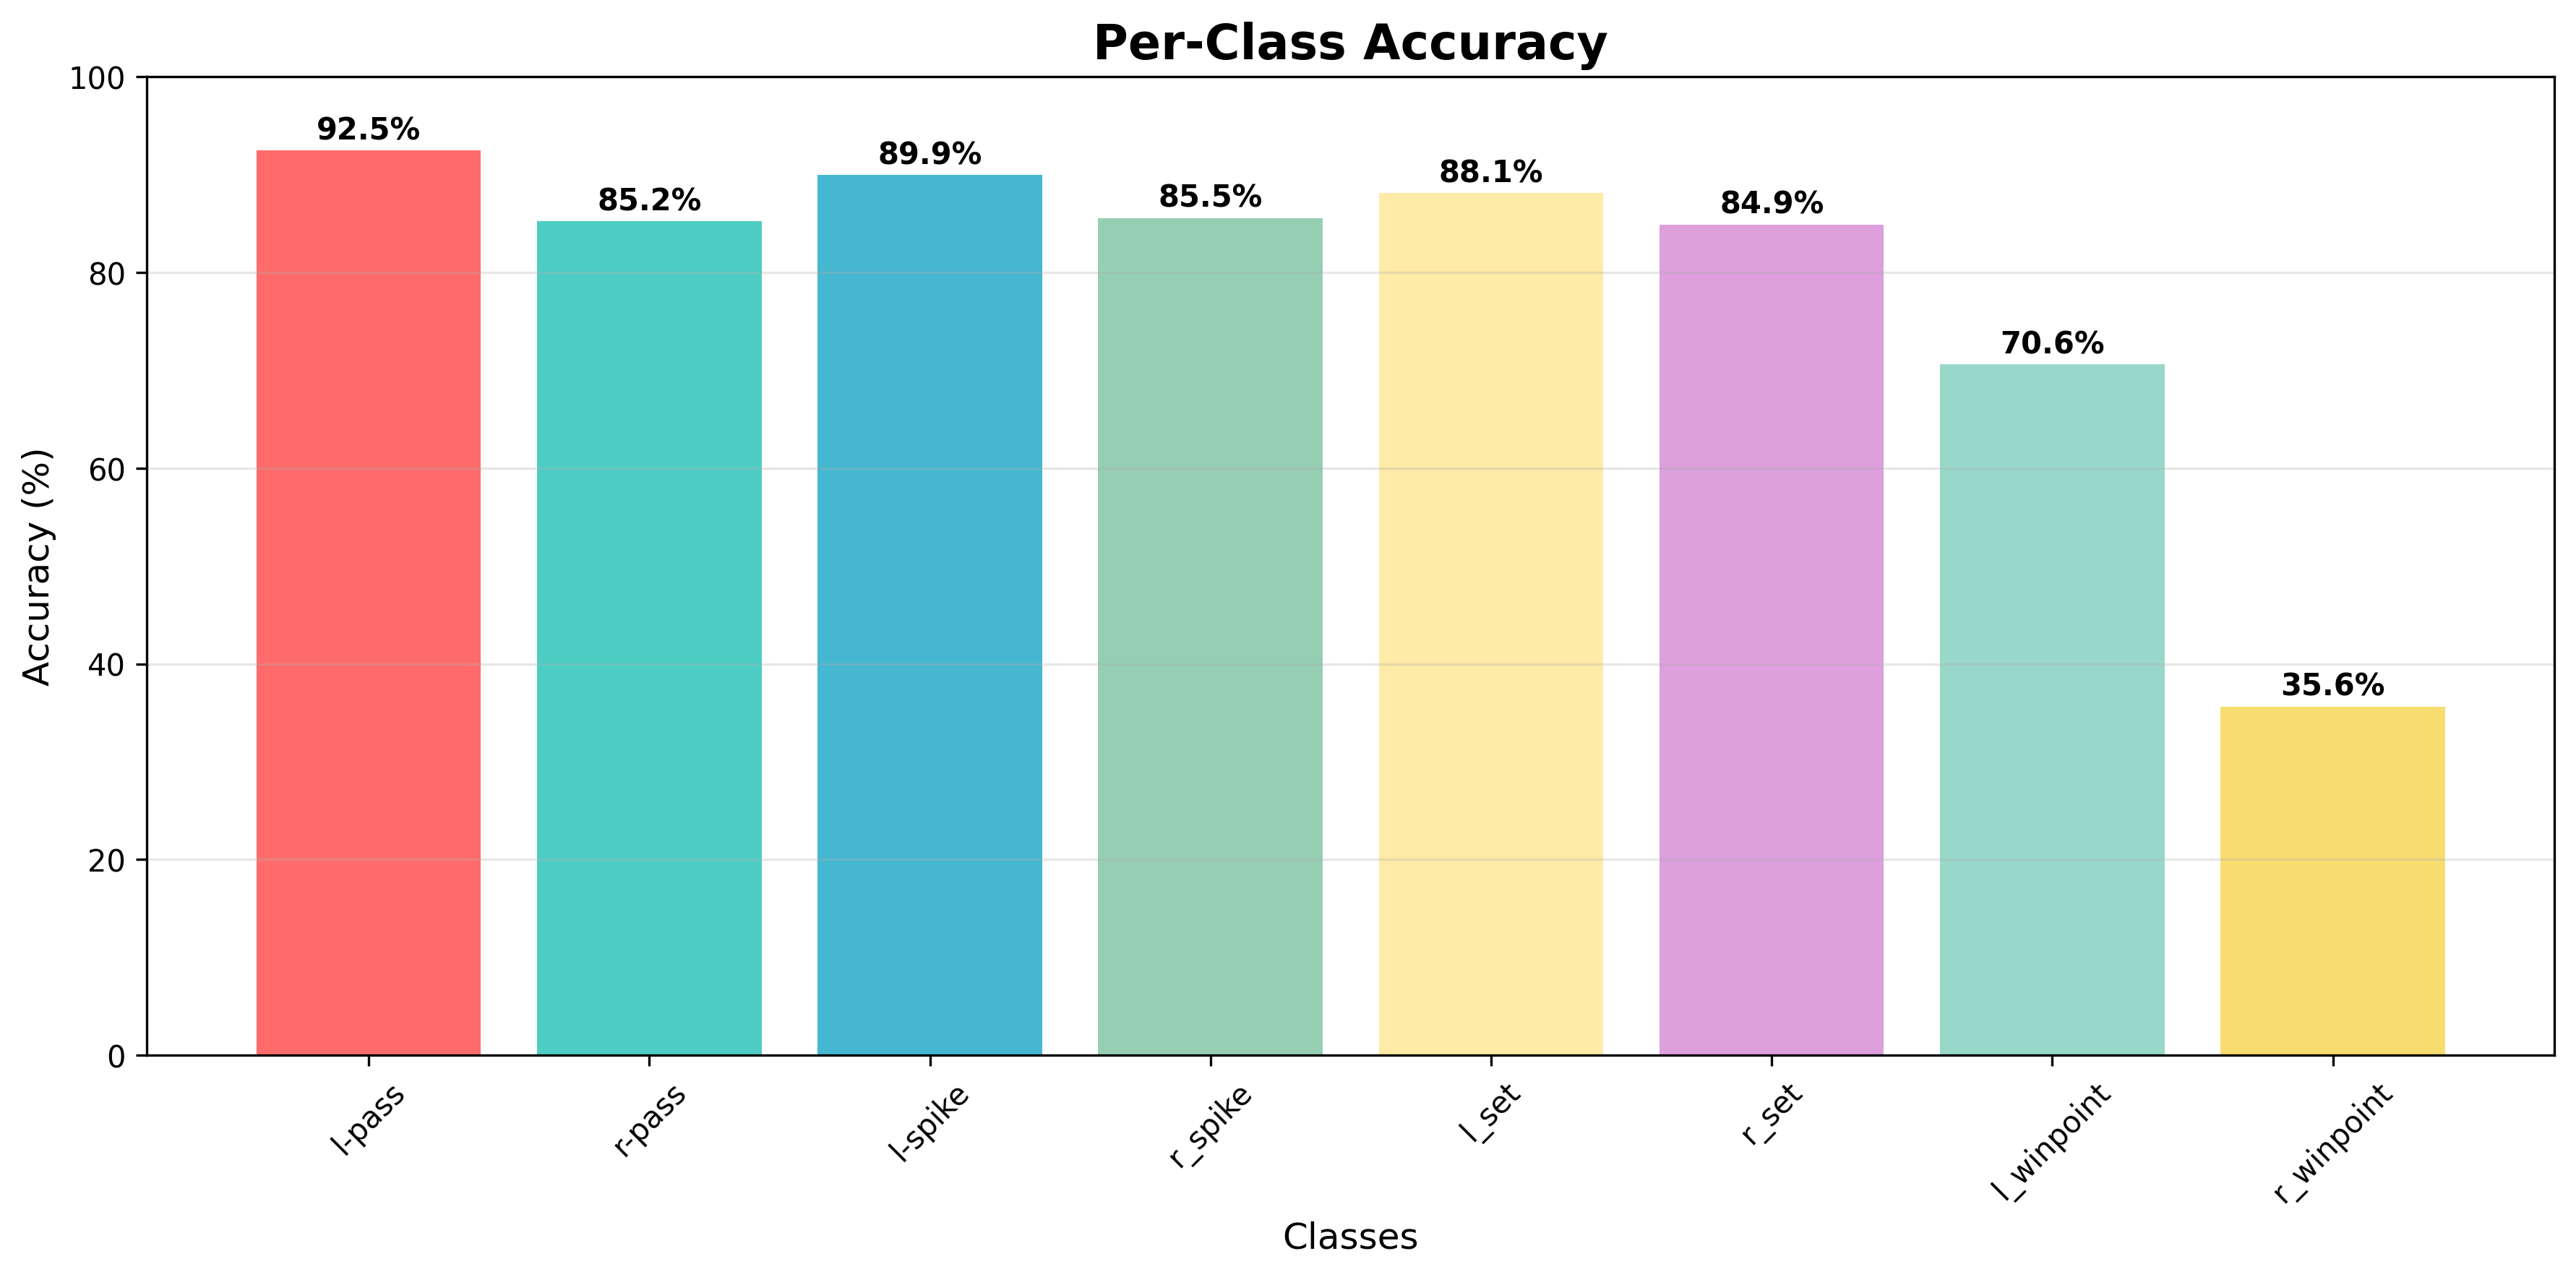 Per-Class Accuracy
Accuracy (%)
100
80
60
40
20
0
92.5%
85.2%
89.9%
85.5%
88.1%
84.9%
70.6%
35.6%
l-pass
r-pass
l-spike
r_spike
l_set
r_set
l_winpoint
r_winpoint
Classes